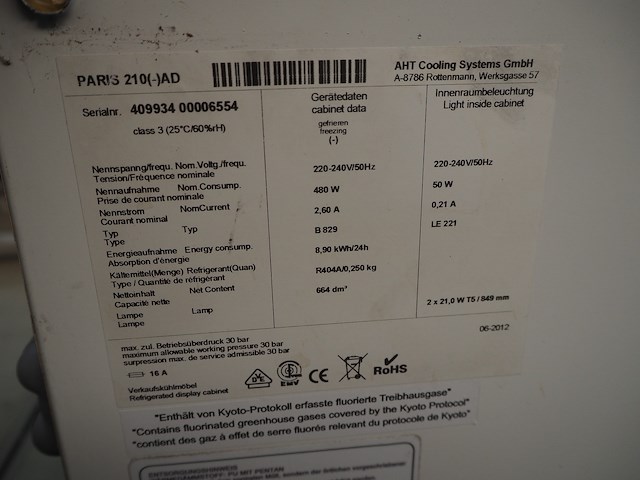 PARIS 210(-)AD
AHT Cooling Systems GmbH
A-8786 Rottenmann, Werksgasse 57
Serialnr. 409934 00006554
class 3 (25°C/60%rH)
Gerätedaten
cabinet data
gefrieren
freezing
(-)
Innenraumbeleuchtung
Light inside cabinet
Nennspanng/frequ. Nom.Voltg./frequ. 220-240V/50Hz 220-240V/50Hz
Tension/Fréquence nominale
Nennaufnahme Nom.Consump. 480 W 50 W
Prise de courant nominale
Nennstrom NomCurrent 2,60 A 0,21 A
Courant nominal
Typ Typ B 829 LE 221
Type
Energieaufnahme Energy consump. 8,90 kWh/24h
Absorption d'énergie
Kältemittel(Menge) Refrigerant(Quan) R404A/0,250 kg
Type / Quantité de réfrigérant
Nettoinhalt Net Content 664 dm³
Capacité nette
Lampe Lamp 2 x 21,0 W T5 / 849 mm
Lampe
max. zul. Betriebsüberdruck 30 bar
maximum allowable working pressure 30 bar
surpression max. de service admissible 30 bar
06-2012
16 A
VDE
EMV
CE
RoHS
Verkaufskühlmöbel
Refrigerated display cabinet
"Enthält von Kyoto-Protokoll erfasste fluorierte Treibhausgase"
"Contains fluorinated greenhouse gases covered by the Kyoto Protocol"
"contient des gaz à effet de serre fluorés relevant du protocole de Kyoto"
ENTSORGUNGSHINWEIS
PU MIT PENTAN